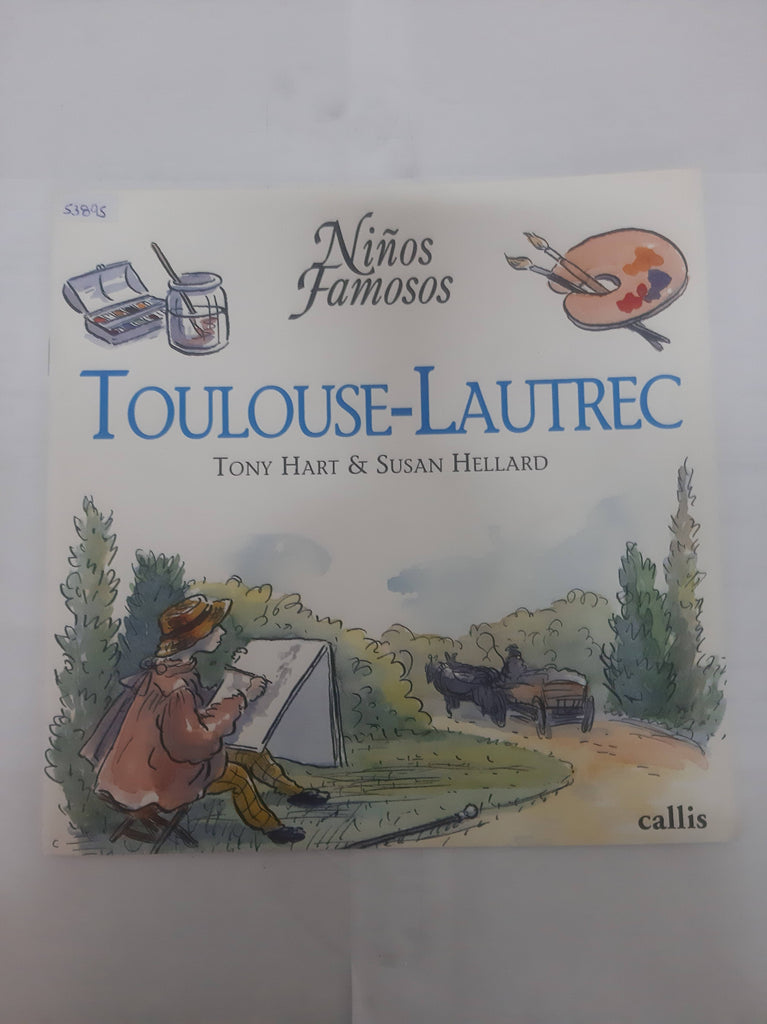 53895
Niños
Famosos
TOULOUSE-LAUTREC
TONY HART & SUSAN HELLARD
callis
C